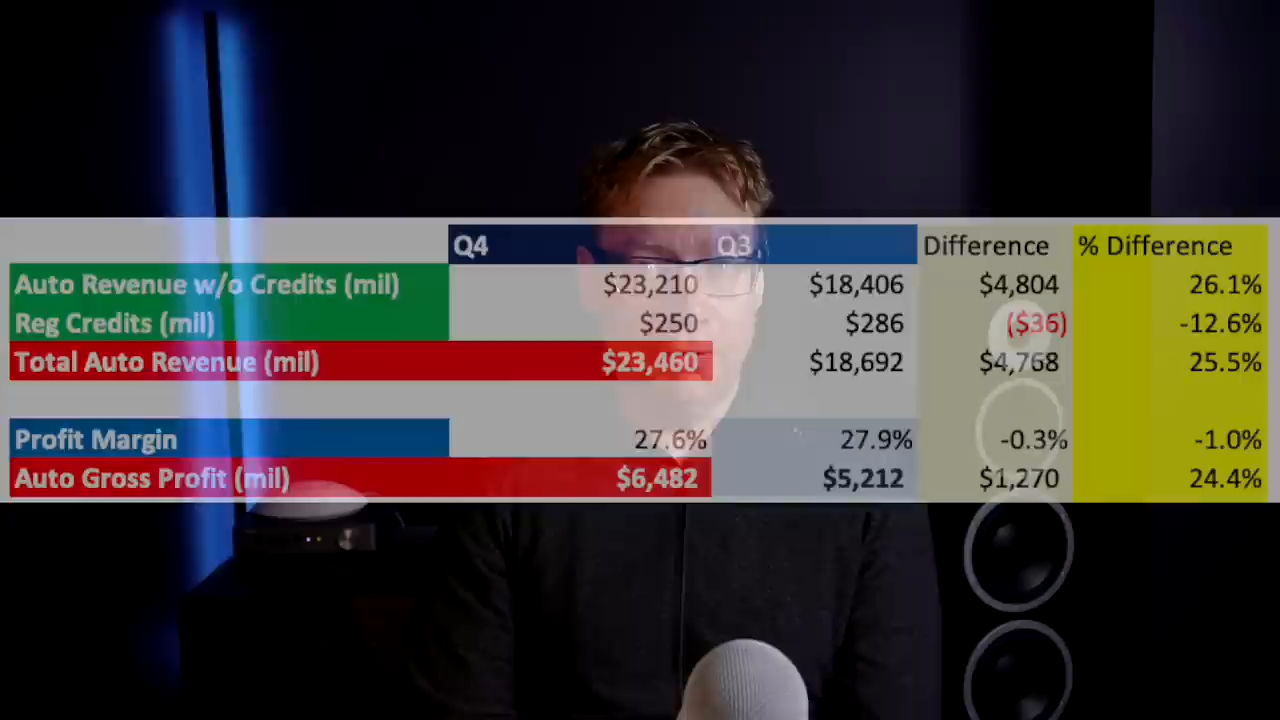 Q4 Q3 Difference % Difference
Auto Revenue w/o Credits (mil) $23,210 $18,406 $4,804 26.1%
Reg Credits (mil) $250 $286 ($36) -12.6%
Total Auto Revenue (mil) $23,460 $18,692 $4,768 25.5%
Profit Margin 27.6% 27.9% -0.3% -1.0%
Auto Gross Profit (mil) $6,482 $5,212 $1,270 24.4%